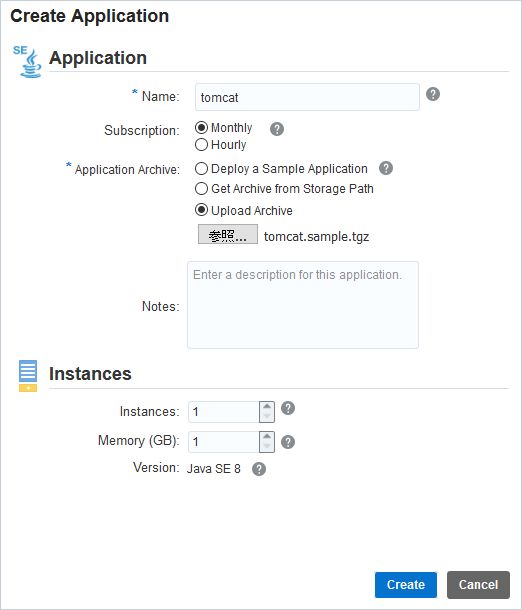 Create Application
SE
Application
* Name: tomcat ?
Subscription: Monthly ?
Hourly
* Application Archive: Deploy a Sample Application ?
Get Archive from Storage Path
Upload Archive
参照... tomcat.sample.tgz
Enter a description for this application.
Notes:
Instances
Instances: 1 ?
Memory (GB): 1 ?
Version: Java SE 8 ?
Create Cancel